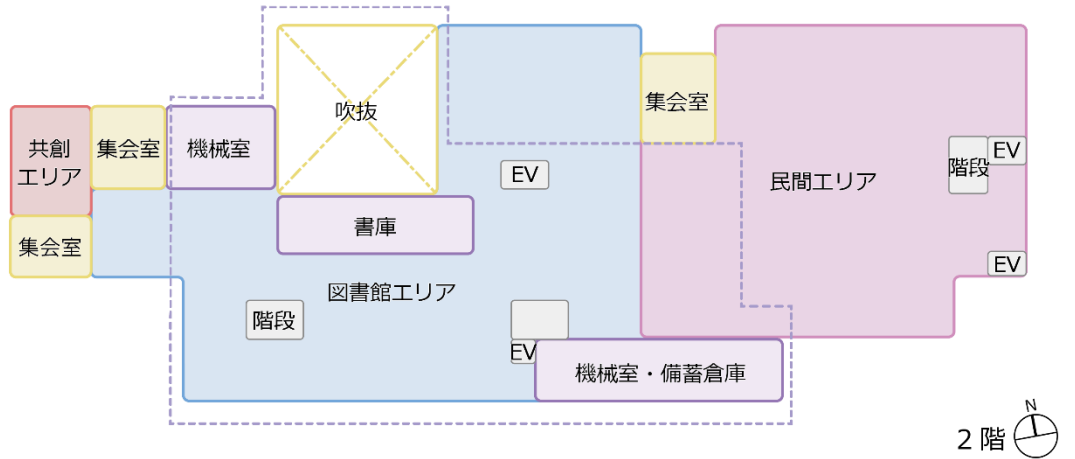 吹抜
集会室
共創
エリア
集会室
機械室
EV
階段
EV
民間エリア
書庫
集会室
EV
図書館エリア
階段
EV
機械室・備蓄倉庫
N
2階